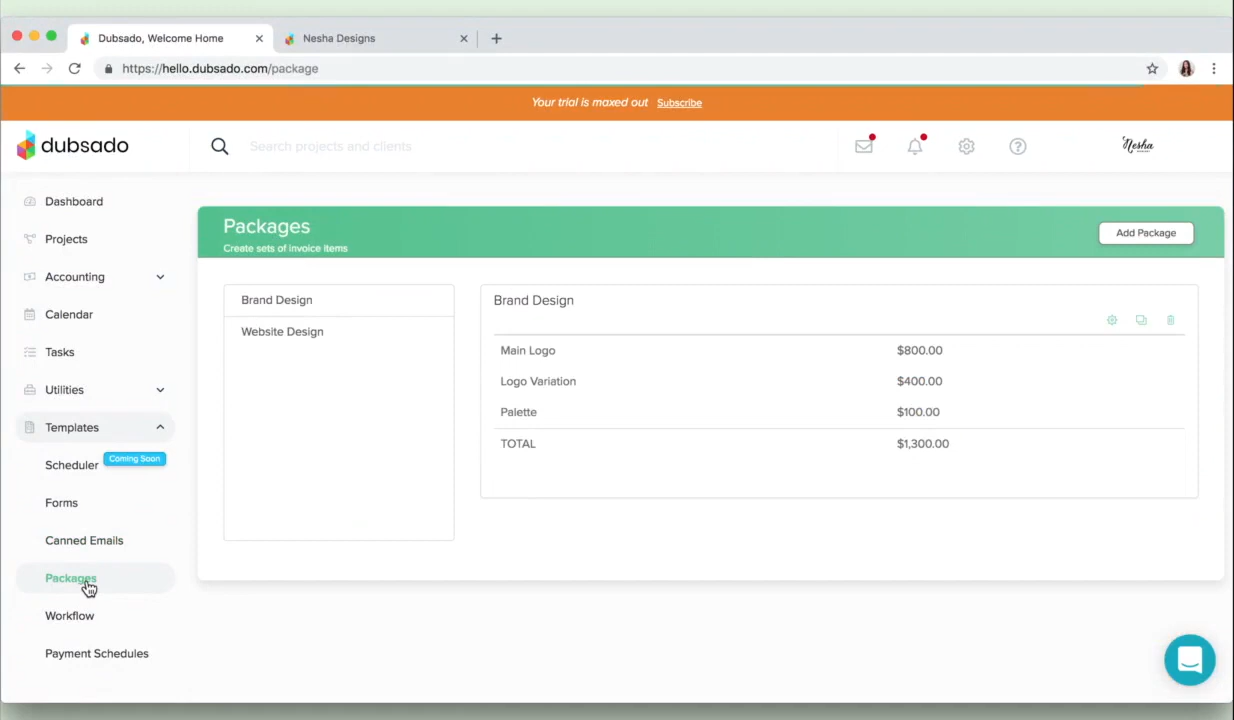 Dubsado, Welcome Home
Nesha Designs
https://hello.dubsado.com/package
Your trial is maxed out Subscribe
dubsado
Search projects and clients
Nesha
Dashboard
Projects
Accounting
Calendar
Tasks
Utilities
Templates
Scheduler Coming Soon
Forms
Canned Emails
Packages
Workflow
Payment Schedules
Packages
Create sets of invoice items
Add Package
Brand Design
Website Design
Brand Design
Main Logo $800.00
Logo Variation $400.00
Palette $100.00
TOTAL $1,300.00